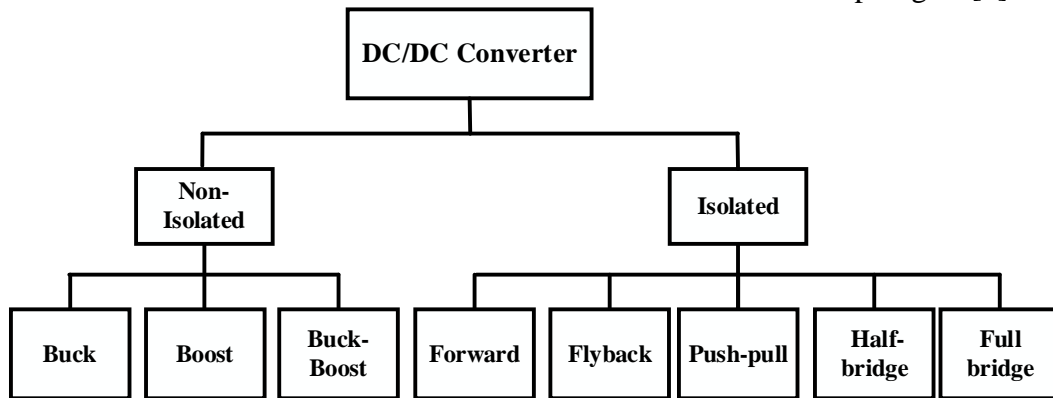 DC/DC Converter
Non-
Isolated
Isolated
Buck
Boost
Buck-
Boost
Forward
Flyback
Push-pull
Half-
bridge
Full
bridge